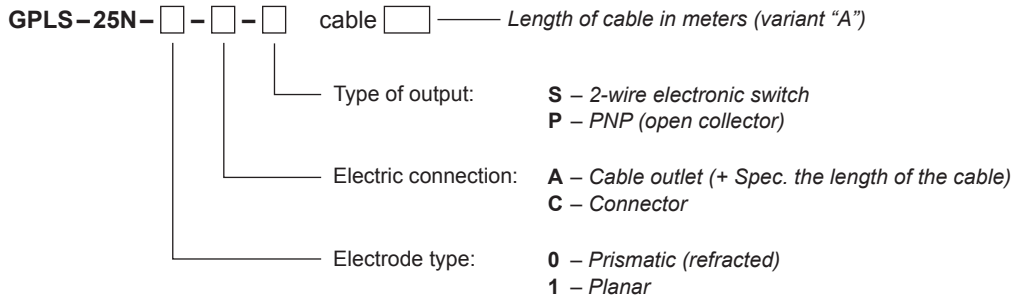 GPLS–25N–□–□–□ cable □ Length of cable in meters (variant “A”)
Type of output: S – 2-wire electronic switch
P – PNP (open collector)
Electric connection: A – Cable outlet (+ Spec. the length of the cable)
C – Connector
Electrode type: 0 – Prismatic (refracted)
1 – Planar